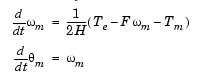 d/dt ω_m = 1/2H (T_e − F ω_m − T_m)
d/dt θ_m = ω_m